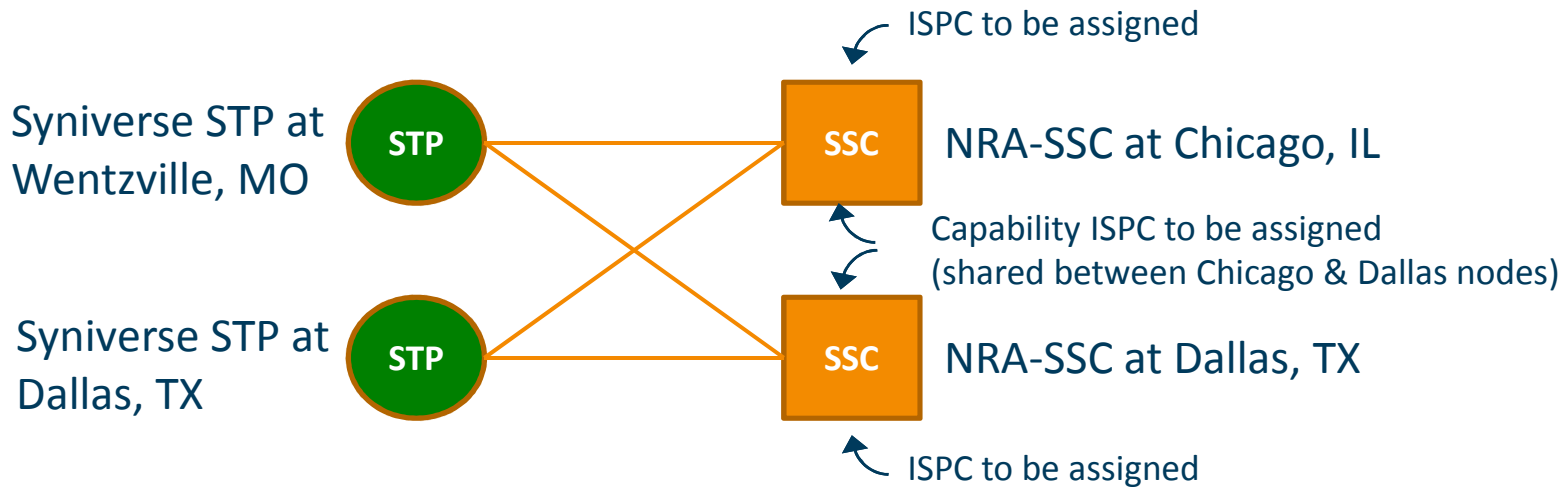 ISPC to be assigned
Syniverse STP at
Wentzville, MO
STP
SSC
NRA-SSC at Chicago, IL
Capability ISPC to be assigned
(shared between Chicago & Dallas nodes)
Syniverse STP at
Dallas, TX
STP
SSC
NRA-SSC at Dallas, TX
ISPC to be assigned